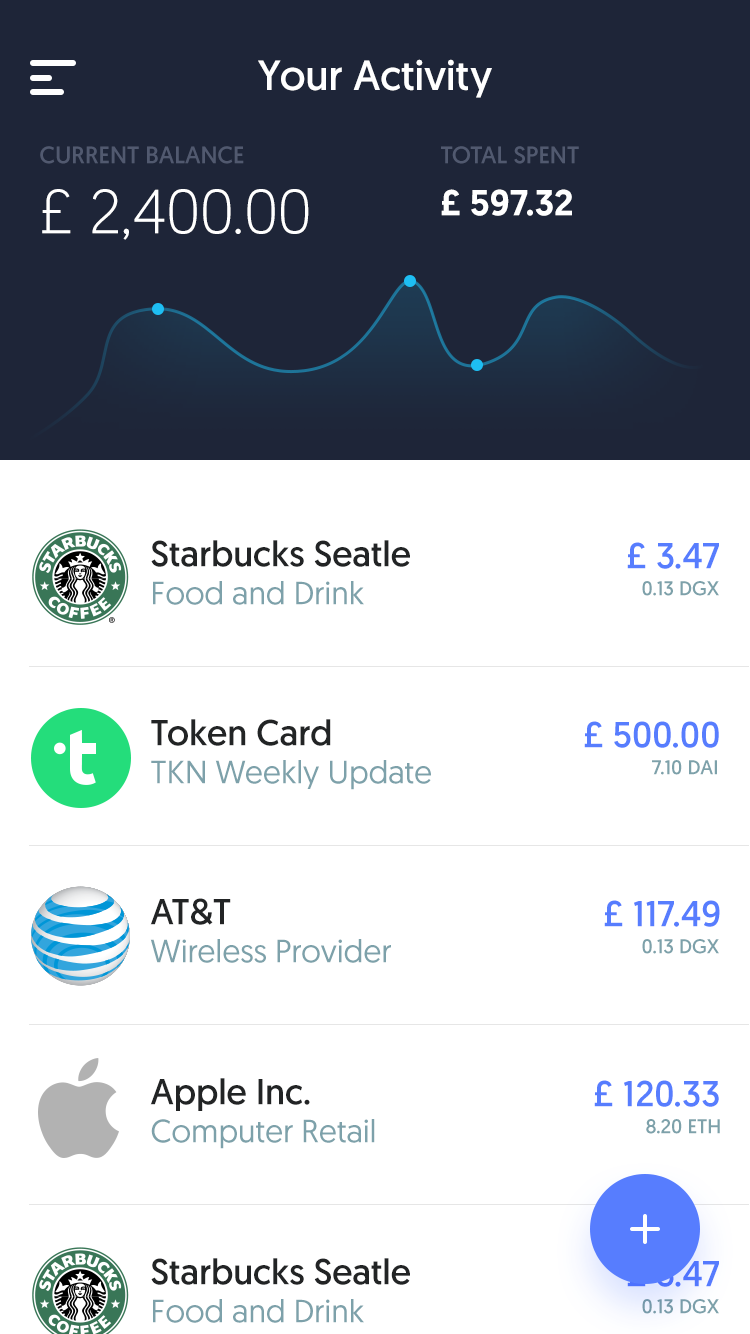 Your Activity
CURRENT BALANCE
£ 2,400.00
TOTAL SPENT
£ 597.32
STARBUCKS
COFFEE
®
Starbucks Seatle
Food and Drink
£ 3.47
0.13 DGX
t
Token Card
TKN Weekly Update
£ 500.00
7.10 DAI
AT&T
Wireless Provider
£ 117.49
0.13 DGX
Apple Inc.
Computer Retail
£ 120.33
8.20 ETH
+
STARBUCKS
COFFEE
Starbucks Seatle
Food and Drink
.47
0.13 DGX